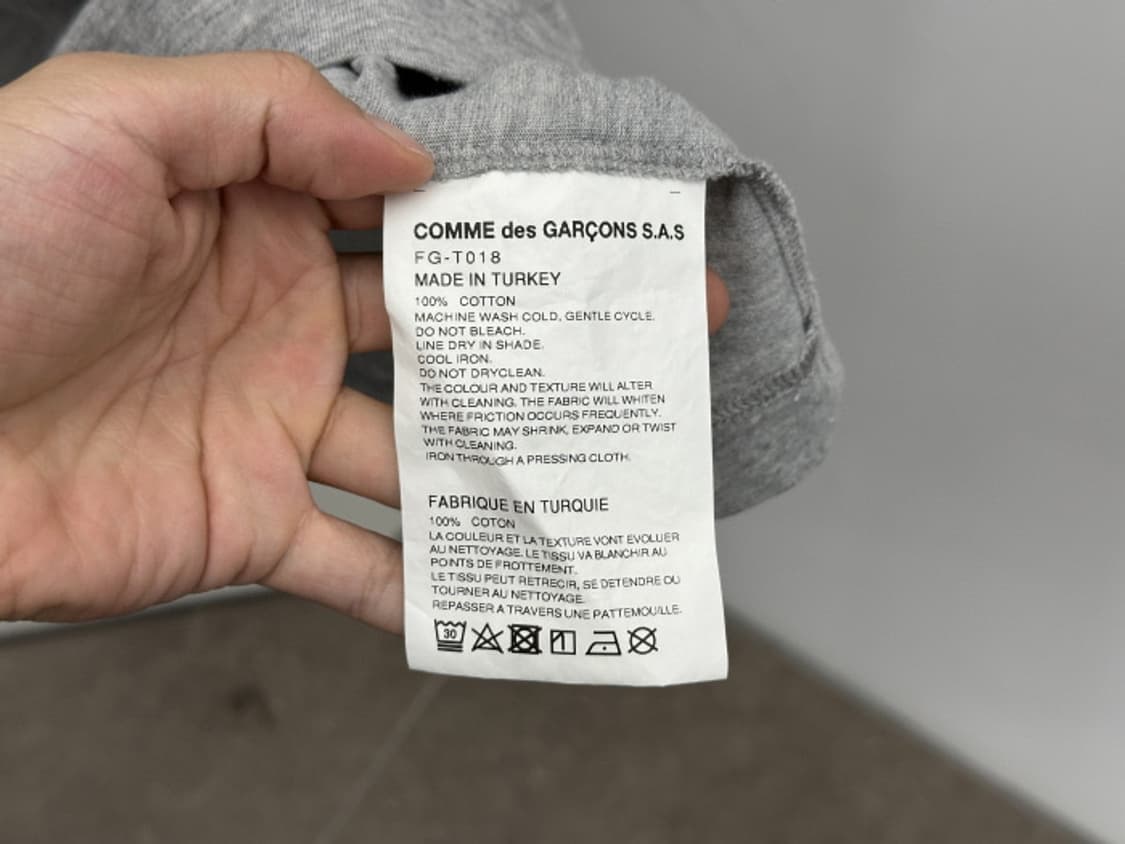 COMME des GARÇONS S.A.S
FG-T018
MADE IN TURKEY
100% COTTON
MACHINE WASH COLD, GENTLE CYCLE.
DO NOT BLEACH.
LINE DRY IN SHADE.
COOL IRON.
DO NOT DRYCLEAN.
THE COLOUR AND TEXTURE WILL ALTER
WITH CLEANING. THE FABRIC WILL WHITEN
WHERE FRICTION OCCURS FREQUENTLY.
THE FABRIC MAY SHRINK, EXPAND OR TWIST
WITH CLEANING.
IRON THROUGH A PRESSING CLOTH.
FABRIQUE EN TURQUIE
100% COTON
LA COULEUR ET LA TEXTURE VONT EVOLUER
AU NETTOYAGE. LE TISSU VA BLANCHIR AU
POINTS DE FROTTEMENT.
LE TISSU PEUT RETRECIR, SE DETENDRE OU
TOURNER AU NETTOYAGE.
REPASSER A TRAVERS UNE PATTEMOUILLE.
30